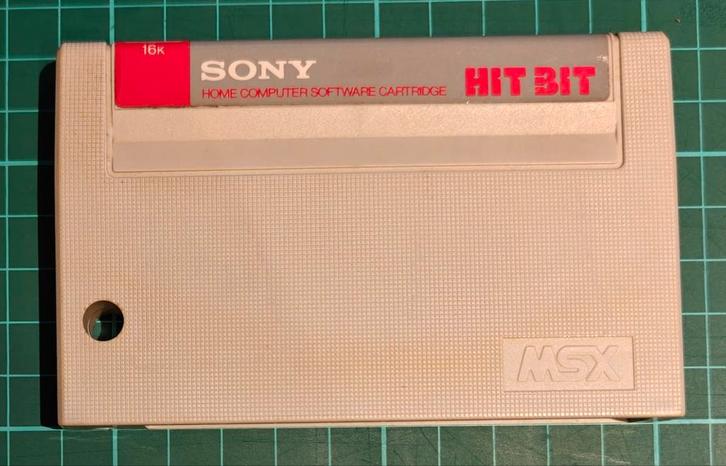 16K
SONY
HOME COMPUTER SOFTWARE CARTRIDGE
HIT BIT
MSX